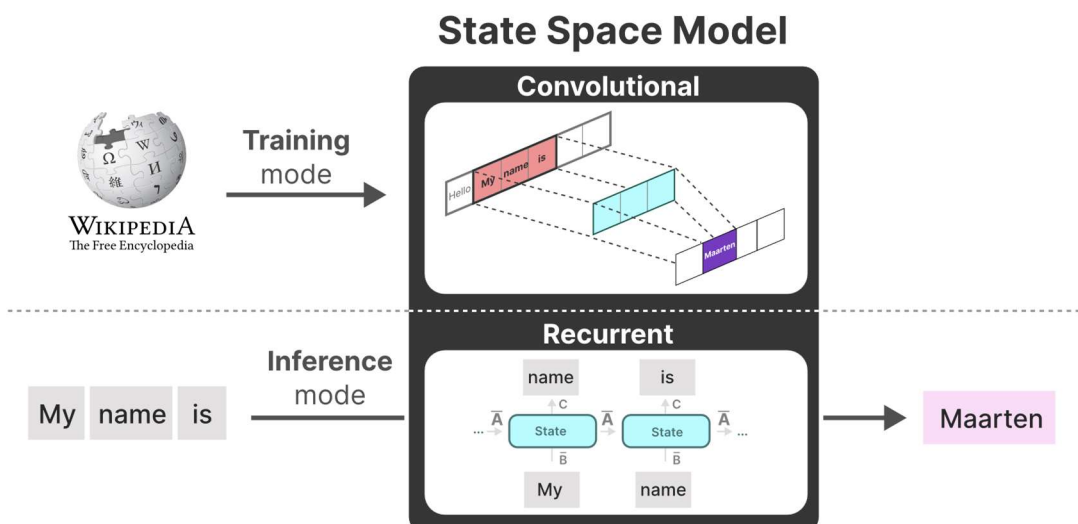 State Space Model
Convolutional
Training
mode
Hello
My
name
is
Maarten
Ω
W
И
維
WIKIPEDIA
The Free Encyclopedia
Recurrent
Inference
mode
My name is
name
is
C
C
... A̅ State A̅ State A̅ ...
B̅
B̅
My
name
Maarten